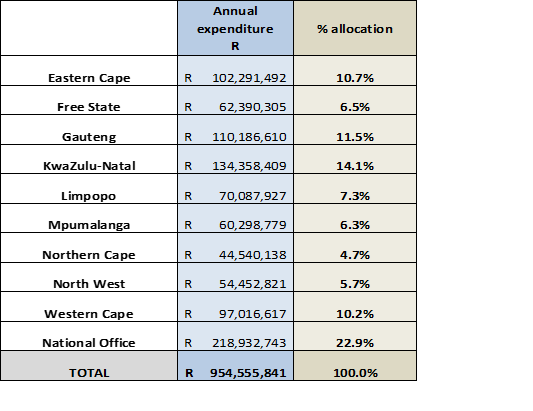 Annual
expenditure
R
% allocation
Eastern Cape R 102,291,492 10.7%
Free State R 62,390,305 6.5%
Gauteng R 110,186,610 11.5%
KwaZulu-Natal R 134,358,409 14.1%
Limpopo R 70,087,927 7.3%
Mpumalanga R 60,298,779 6.3%
Northern Cape R 44,540,138 4.7%
North West R 54,452,821 5.7%
Western Cape R 97,016,617 10.2%
National Office R 218,932,743 22.9%
TOTAL R 954,555,841 100.0%